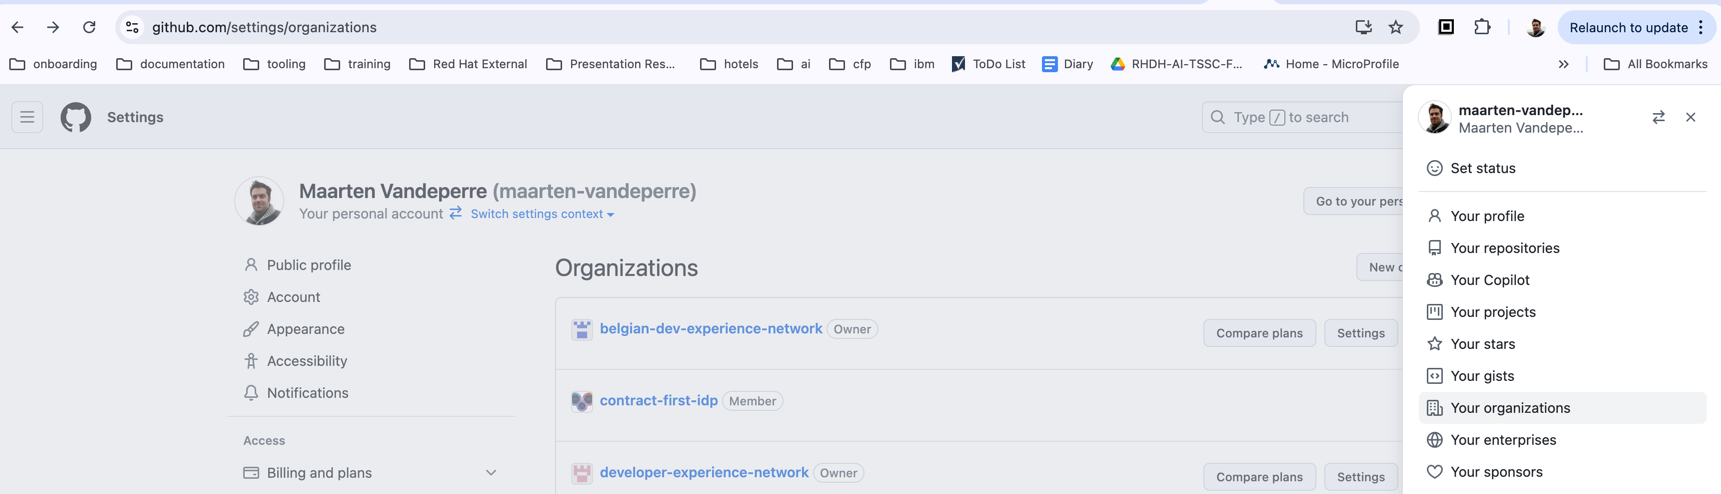 github.com/settings/organizations
Relaunch to update
onboarding documentation tooling training Red Hat External Presentation Res... hotels ai cfp ibm ToDo List Diary RHDH-AI-TSSC-F... Home - MicroProfile » All Bookmarks
Settings
Type / to search
Maarten Vandeperre (maarten-vandeperre)
Your personal account Switch settings context
Go to your pers
Public profile
Account
Appearance
Accessibility
Notifications
Access
Billing and plans
Organizations
New o
belgian-dev-experience-network Owner
Compare plans Settings
contract-first-idp Member
developer-experience-network Owner
Compare plans Settings
maarten-vandep...
Maarten Vandepe...
Set status
Your profile
Your repositories
Your Copilot
Your projects
Your stars
Your gists
Your organizations
Your enterprises
Your sponsors